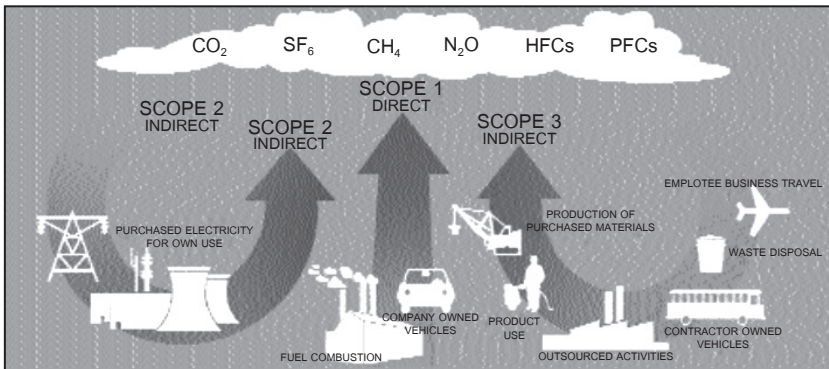 CO₂ SF₆ CH₄ N₂O HFCs PFCs
SCOPE 2
INDIRECT
SCOPE 2
INDIRECT
SCOPE 1
DIRECT
SCOPE 3
INDIRECT
PURCHASED ELECTRICITY
FOR OWN USE
FUEL COMBUSTION
COMPANY OWNED
VEHICLES
PRODUCTION OF
PURCHASED MATERIALS
PRODUCT
USE
OUTSOURCED ACTIVITIES
EMPLOTEE BUSINESS TRAVEL
WASTE DISPOSAL
CONTRACTOR OWNED
VEHICLES